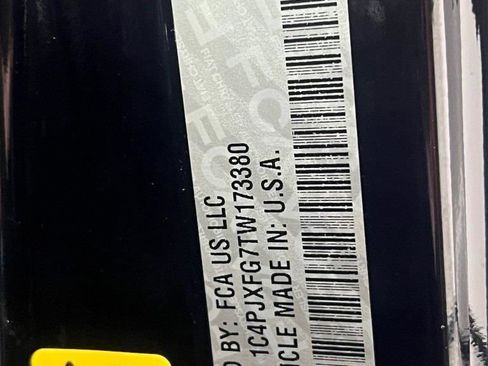 D BY: FCA US LLC
1C4PJXFG7TW173380
ICLE MADE IN: U.S.A.